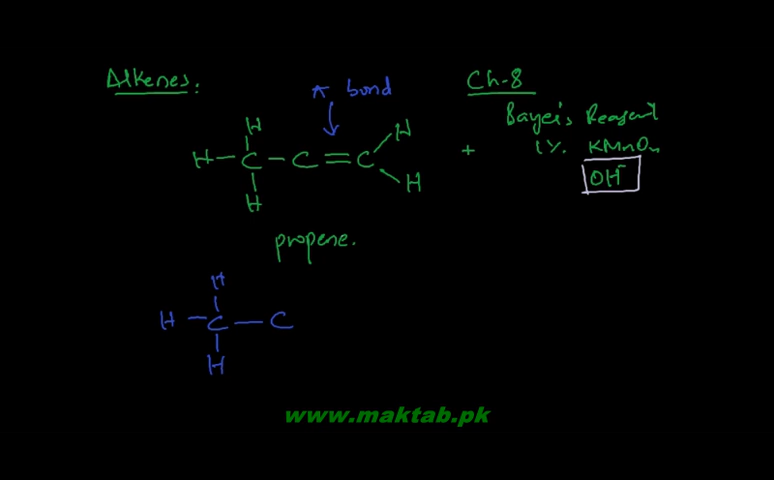 Alkenes:
π bond
Ch-8
Bayer's Reagent
1% KMnO4
OH-
H
H
H - C - C = C
H
H
+
propene.
H
H - C - C
H
www.maktab.pk